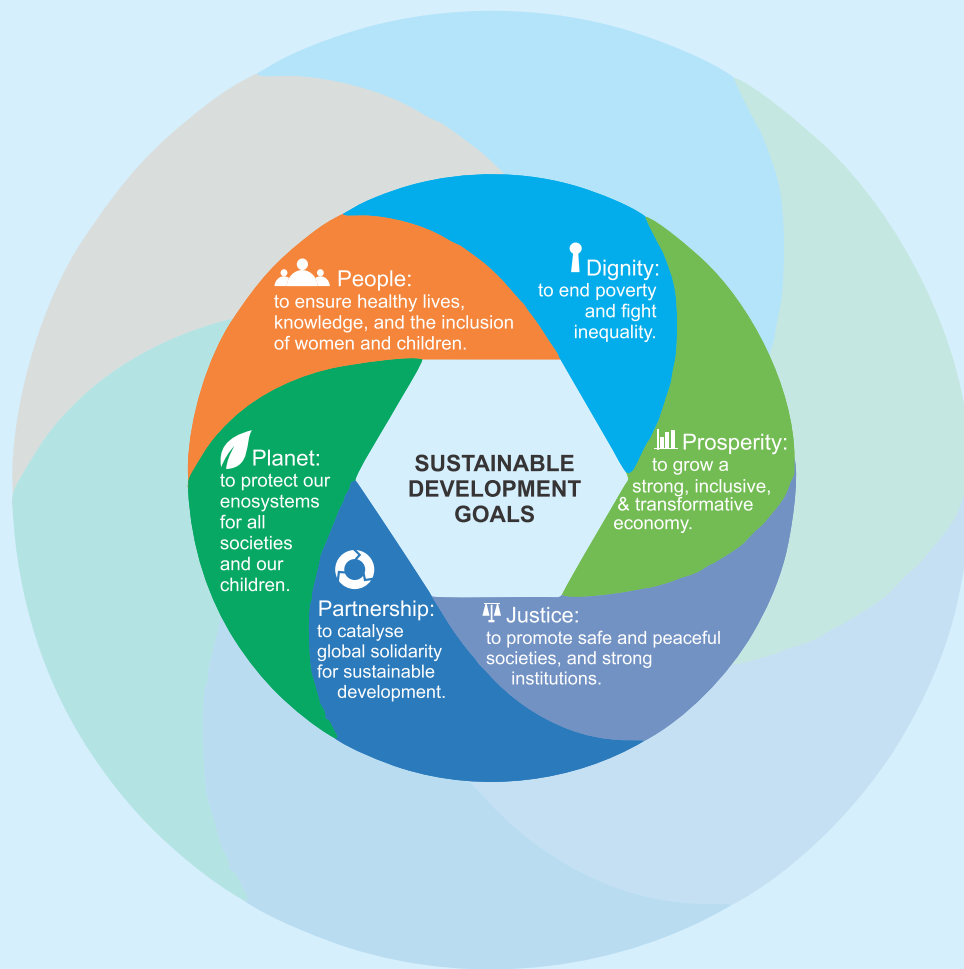 SUSTAINABLE
DEVELOPMENT
GOALS
Dignity:
to end poverty
and fight
inequality.
Prosperity:
to grow a
strong, inclusive,
& transformative
economy.
Justice:
to promote safe and peaceful
societies, and strong
institutions.
Partnership:
to catalyse
global solidarity
for sustainable
development.
Planet:
to protect our
enosystems
for all
societies
and our
children.
People:
to ensure healthy lives,
knowledge, and the inclusion
of women and children.